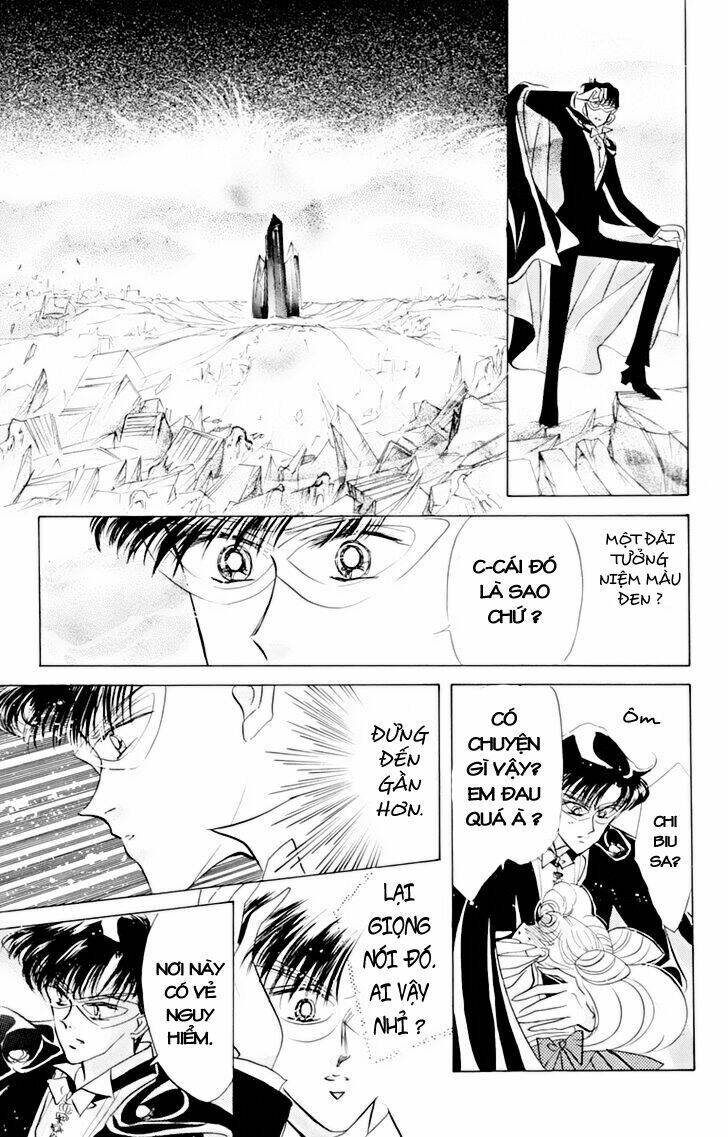 MỘT ĐÀI
TƯỞNG
NIỆM MÀU
ĐEN ?
C-CÁI ĐÓ
LÀ SAO
CHỨ ?
Ôm
CHI
BIU
SA?
CÓ
CHUYỆN
GÌ VẬY?
EM ĐAU
QUÁ À ?
ĐỪNG
ĐẾN
GẦN
HƠN.
LẠI
GIỌNG
NÓI ĐÓ.
AI VẬY
NHỈ ?
NƠI NÀY
CÓ VẺ
NGUY
HIỂM.